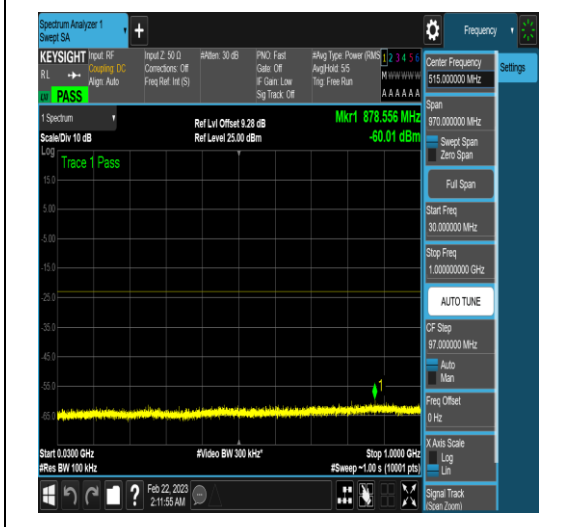 Spectrum Analyzer 1
Swept SA
+
Frequency
KEYSIGHT
RL
PASS
Input: RF
Coupling: DC
Align: Auto
Input Z: 50 Ω
Corrections: Off
Freq Ref: Int (S)
#Atten: 30 dB
PNO: Fast
Gate: Off
IF Gain: Low
Sig Track: Off
#Avg Type: Power (RMS
Avg|Hold: 5/5
Trig: Free Run
1 2 3 4 5 6
M W W W W W
A A A A A A
Center Frequency
515.000000 MHz
Settings
Span
970.000000 MHz
Swept Span
Zero Span
Full Span
Start Freq
30.000000 MHz
Stop Freq
1.000000000 GHz
AUTO TUNE
CF Step
97.000000 MHz
Auto
Man
Freq Offset
0 Hz
X Axis Scale
Log
Lin
Signal Track
(Span Zoom)
1 Spectrum
Scale/Div 10 dB
Ref Lvl Offset 9.28 dB
Ref Level 25.00 dBm
Mkr1 878.556 MHz
-60.01 dBm
Log
Trace 1 Pass
15.0
5.00
-5.00
-15.0
-25.0
-35.0
-45.0
-55.0
-65.0
1
Start 0.0300 GHz
#Res BW 100 kHz
#Video BW 300 kHz*
Stop 1.0000 GHz
#Sweep ~1.00 s (10001 pts)
?
Feb 22, 2023
2:11:55 AM